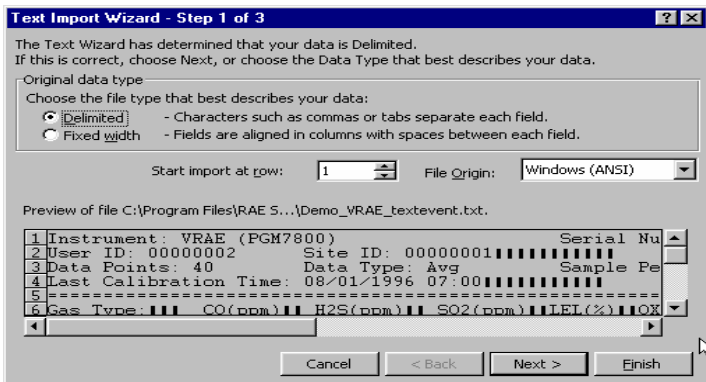 Text Import Wizard - Step 1 of 3
The Text Wizard has determined that your data is Delimited.
If this is correct, choose Next, or choose the Data Type that best describes your data.
Original data type
Choose the file type that best describes your data:
Delimited - Characters such as commas or tabs separate each field.
Fixed width - Fields are aligned in columns with spaces between each field.
Start import at row: 1 File Origin: Windows (ANSI)
Preview of file C:\Program Files\RAE S...\Demo_VRAE_textevent.txt.
1 Instrument: VRAE (PGM7800) Serial Nu
2 User ID: 00000002 Site ID: 00000001
3 Data Points: 40 Data Type: Avg Sample Pe
4 Last Calibration Time: 08/01/1996 07:00
5 ==========================================================
6 Gas Type: CO(ppm) H2S(ppm) SO2(ppm) LEL(%) OX
Cancel < Back Next > Finish